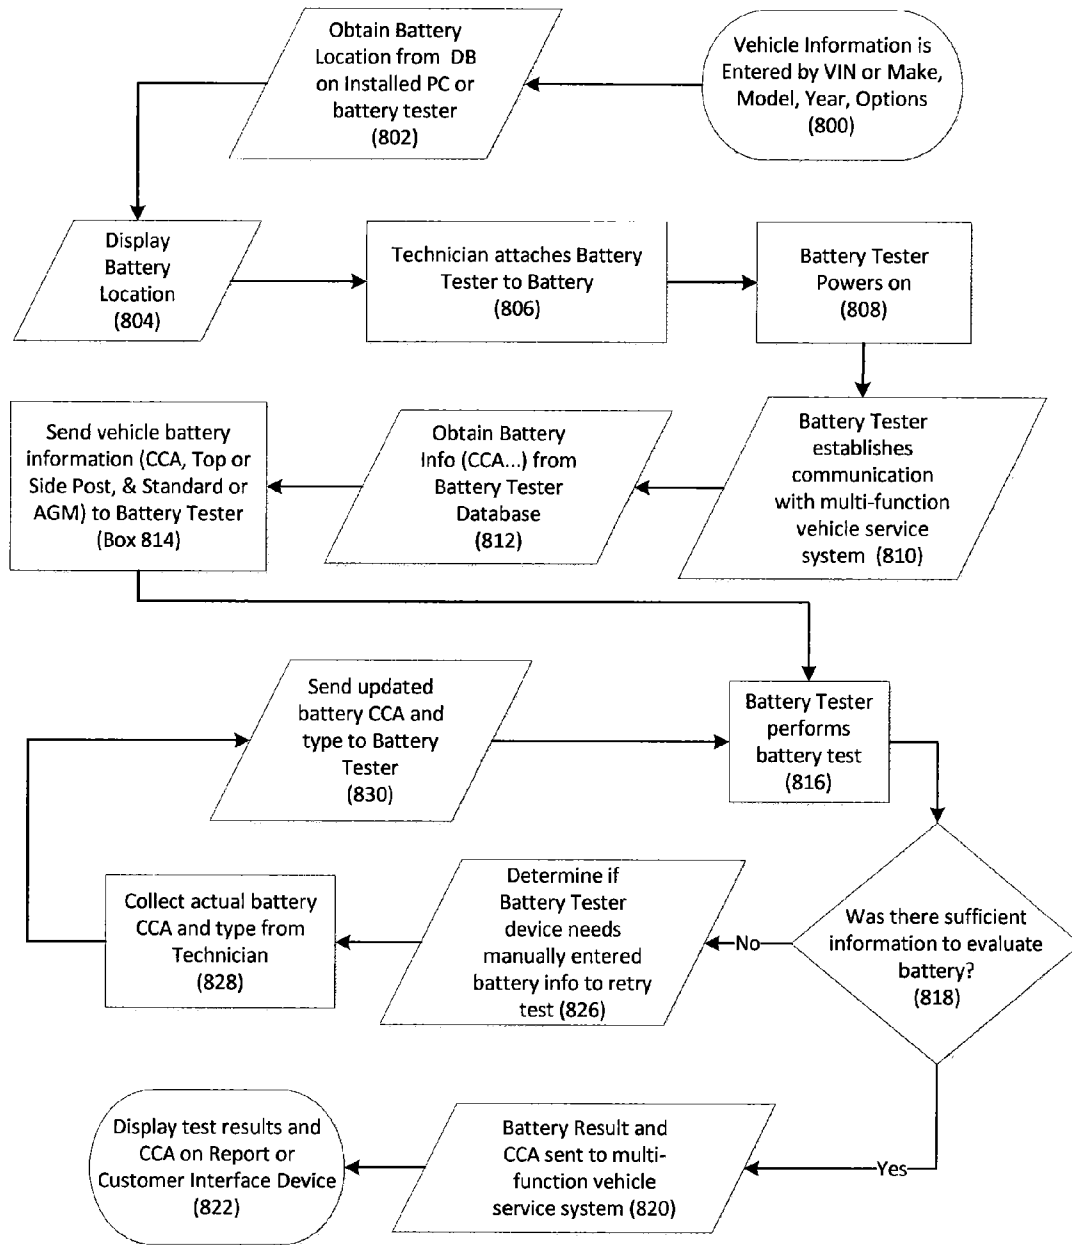 Vehicle Information is
Entered by VIN or Make,
Model, Year, Options
(800)
Obtain Battery
Location from DB
on Installed PC or
battery tester
(802)
Display
Battery
Location
(804)
Technician attaches Battery
Tester to Battery
(806)
Battery Tester
Powers on
(808)
Battery Tester
establishes
communication
with multi-function
vehicle service
system (810)
Obtain Battery
Info (CCA...) from
Battery Tester
Database
(812)
Send vehicle battery
information (CCA, Top or
Side Post, & Standard or
AGM) to Battery Tester
(Box 814)
Battery Tester
performs
battery test
(816)
Was there sufficient
information to evaluate
battery?
(818)
No
Determine if
Battery Tester
device needs
manually entered
battery info to retry
test (826)
Collect actual battery
CCA and type from
Technician
(828)
Send updated
battery CCA and
type to Battery
Tester
(830)
Yes
Battery Result and
CCA sent to multi-
function vehicle
service system (820)
Display test results and
CCA on Report or
Customer Interface Device
(822)